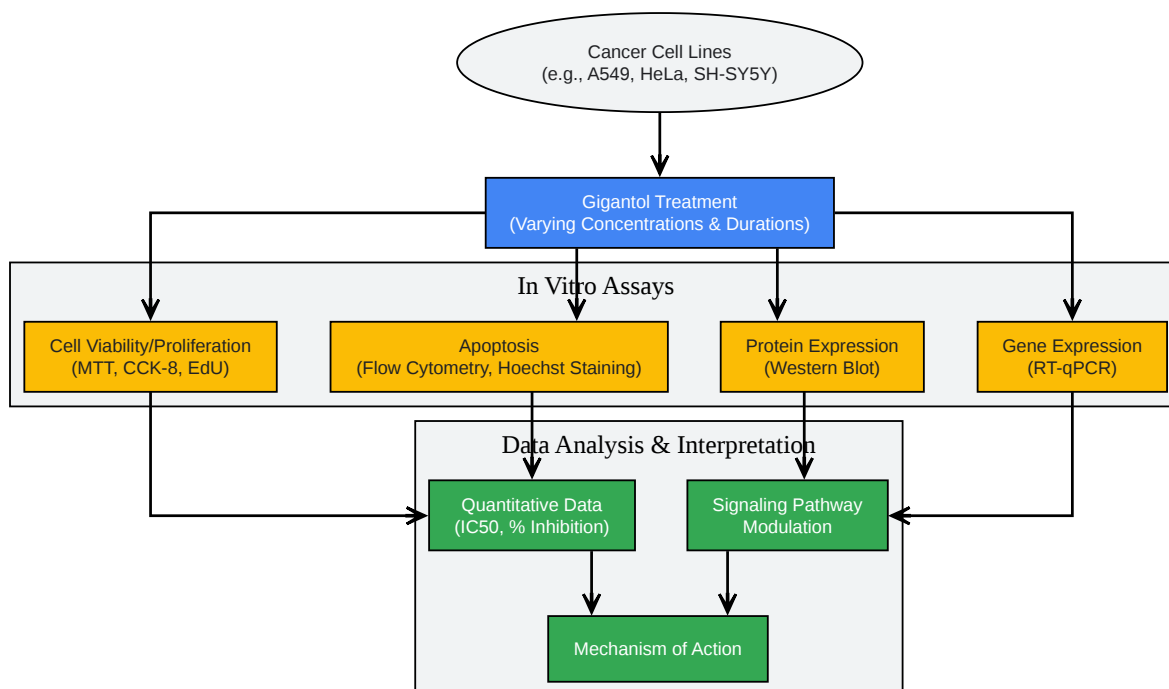 Cancer Cell Lines
(e.g., A549, HeLa, SH-SY5Y)
Gigantol Treatment
(Varying Concentrations & Durations)
In Vitro Assays
Cell Viability/Proliferation
(MTT, CCK-8, EdU)
Apoptosis
(Flow Cytometry, Hoechst Staining)
Protein Expression
(Western Blot)
Gene Expression
(RT-qPCR)
Data Analysis & Interpretation
Quantitative Data
(IC50, % Inhibition)
Signaling Pathway
Modulation
Mechanism of Action